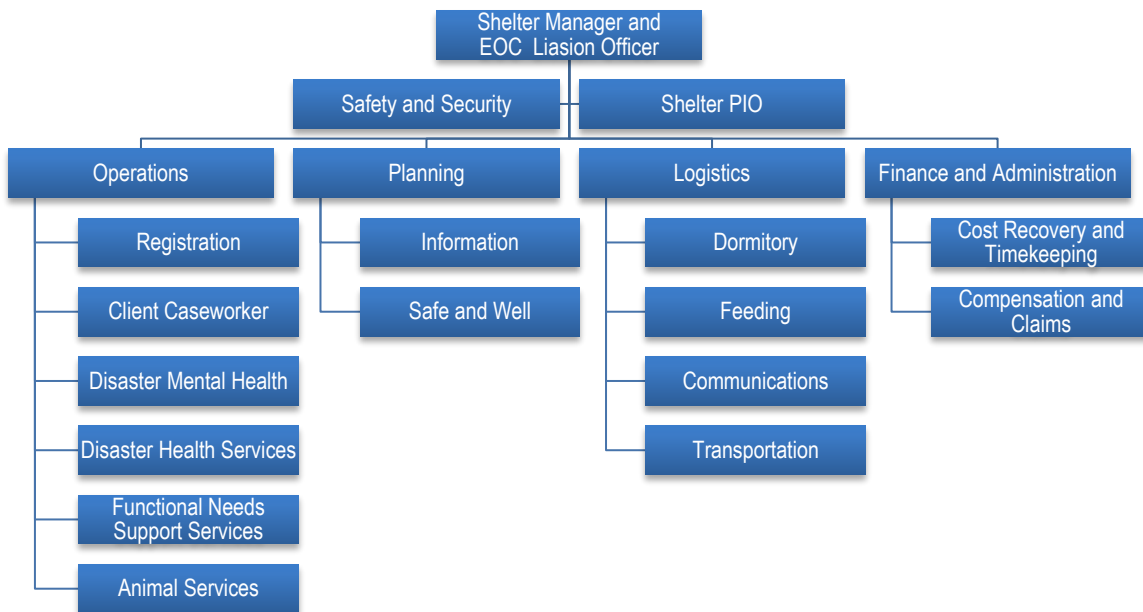 Shelter Manager and
EOC Liasion Officer
Safety and Security
Shelter PIO
Operations
Planning
Logistics
Finance and Administration
Registration
Client Caseworker
Disaster Mental Health
Disaster Health Services
Functional Needs
Support Services
Animal Services
Information
Safe and Well
Dormitory
Feeding
Communications
Transportation
Cost Recovery and
Timekeeping
Compensation and
Claims